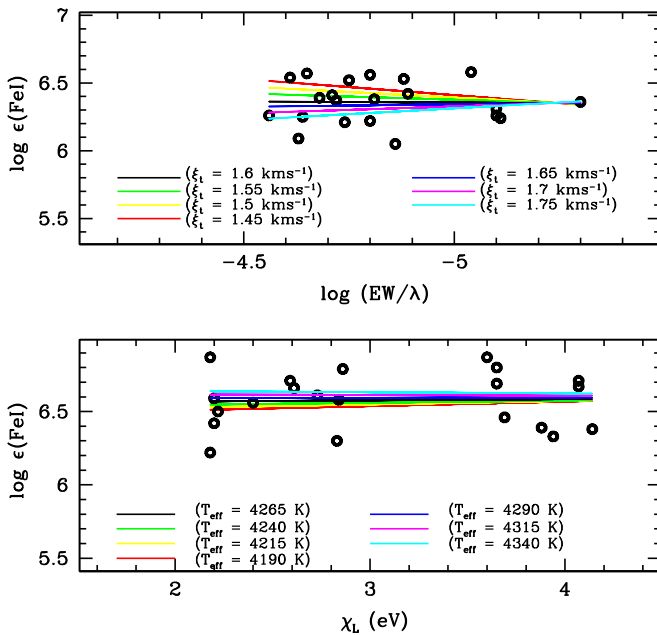 7
6.5
6
5.5
log ε(FeI)
(ξt = 1.6 kms⁻¹)
(ξt = 1.55 kms⁻¹)
(ξt = 1.5 kms⁻¹)
(ξt = 1.45 kms⁻¹)
(ξt = 1.65 kms⁻¹)
(ξt = 1.7 kms⁻¹)
(ξt = 1.75 kms⁻¹)
−4.5
−5
log (EW/λ)
7
6.5
6
5.5
log ε(FeI)
(Teff = 4265 K)
(Teff = 4240 K)
(Teff = 4215 K)
(Teff = 4190 K)
(Teff = 4290 K)
(Teff = 4315 K)
(Teff = 4340 K)
2
3
4
χL (eV)